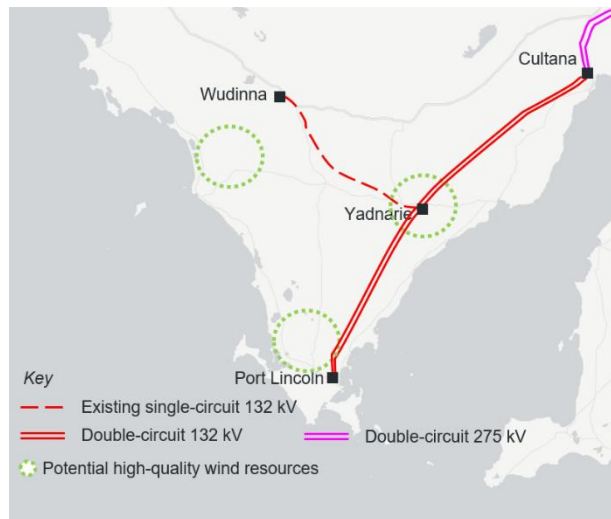 Cultana
Wudinna
Yadnarie
Port Lincoln
Key
Existing single-circuit 132 kV
Double-circuit 132 kV
Double-circuit 275 kV
Potential high-quality wind resources